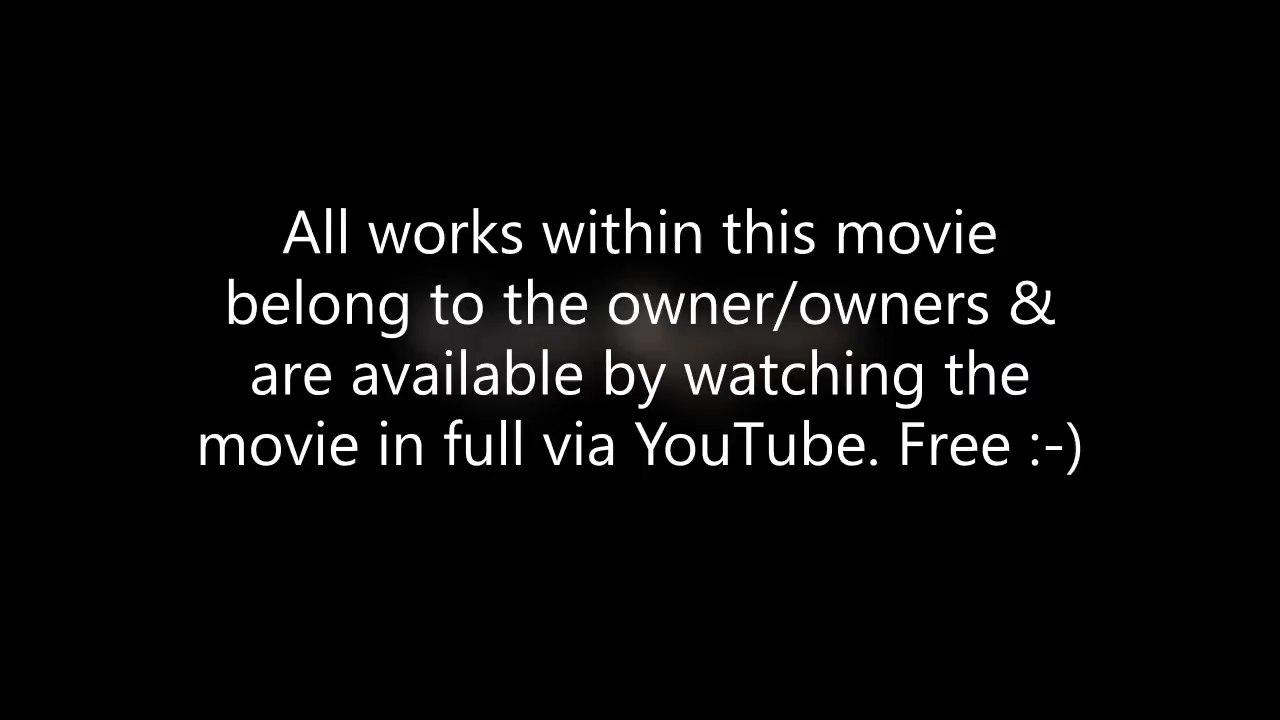 All works within this movie
belong to the owner/owners &
are available by watching the
movie in full via YouTube. Free :-)